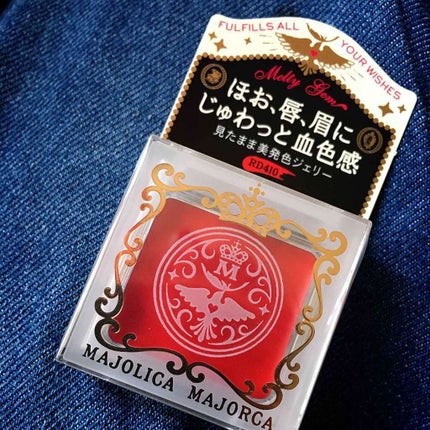 FULFILLS ALL YOUR WISHES
Melty Gem
ほお、唇、眉に
じゅわっと血色感
見たまま美発色ジェリー
RD410
M
MAJOLICA MAJORCA